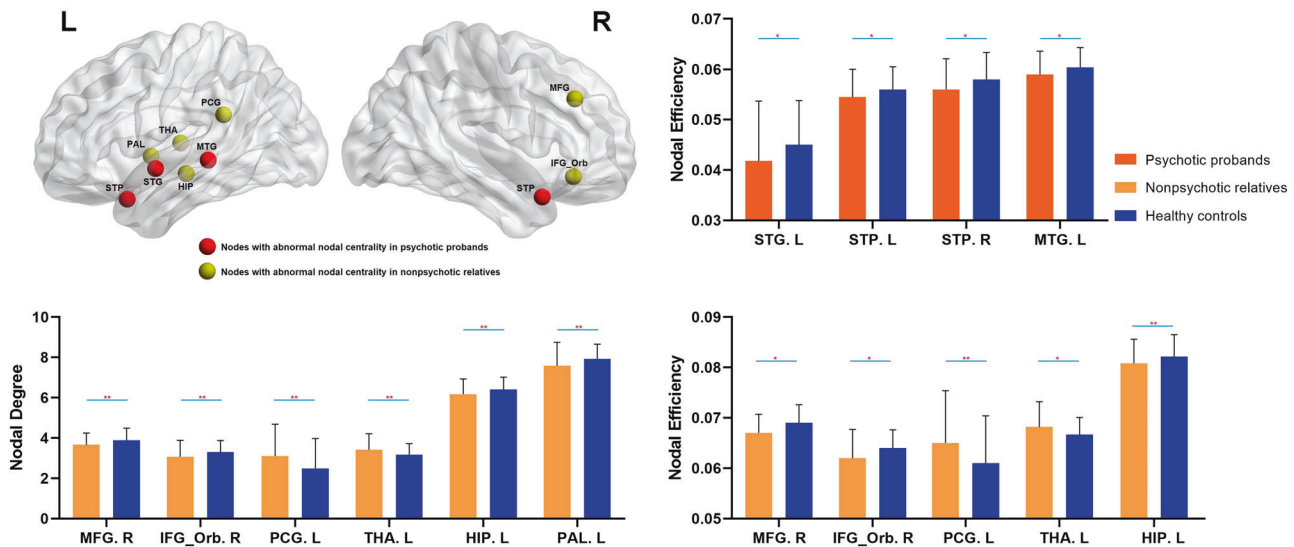 L
R
PCG
THA
PAL
MTG
STG
HIP
STP
MFG
IFG_Orb
STP
Nodes with abnormal nodal centrality in psychotic probands
Nodes with abnormal nodal centrality in nonpsychotic relatives
Nodal Efficiency
0.07
0.06
0.05
0.04
0.03
* * * *
STG. L STP. L STP. R MTG. L
Psychotic probands
Nonpsychotic relatives
Healthy controls
Nodal Degree
10
8
6
4
2
0
** ** ** ** ** **
MFG. R IFG_Orb. R PCG. L THA. L HIP. L PAL. L
Nodal Efficiency
0.09
0.08
0.07
0.06
0.05
* * ** * **
MFG. R IFG_Orb. R PCG. L THA. L HIP. L